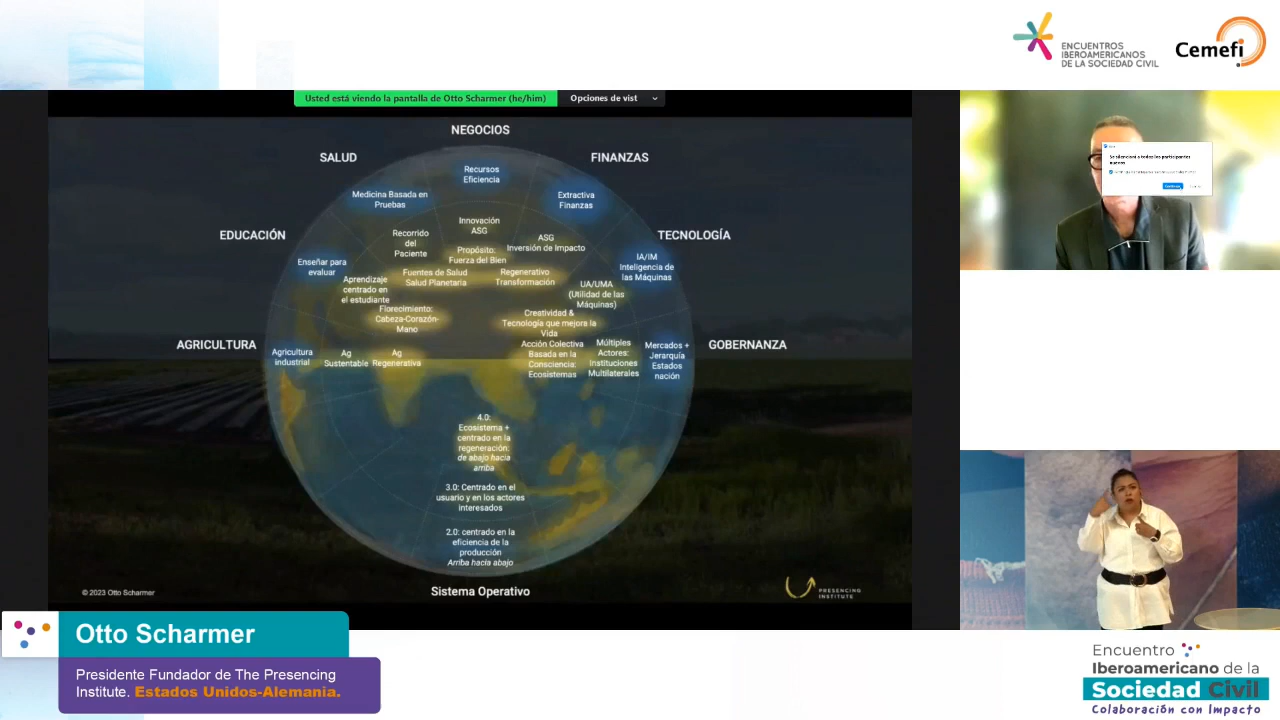 ENCUENTROS
IBEROAMERICANOS
DE LA SOCIEDAD CIVIL
Cemefi
Usted está viendo la pantalla de Otto Scharmer (he/him)
Opciones de vist
NEGOCIOS
SALUD
FINANZAS
EDUCACIÓN
TECNOLOGÍA
AGRICULTURA
GOBERNANZA
Recursos
Eficiencia
Medicina Basada en
Pruebas
Extractiva
Finanzas
Innovación
ASG
Recorrido
del
Paciente
ASG
Inversión de Impacto
Propósito:
Fuerza del Bien
Enseñar para
evaluar
IA/IM
Inteligencia de
las Máquinas
Fuentes de Salud
Salud Planetaria
Regenerativo
Transformación
Aprendizaje
centrado en
el estudiante
UA/UMA
(Utilidad de las
Máquinas)
Florecimiento:
Cabeza-Corazón-
Mano
Creatividad &
Tecnología que mejora la
Vida
Acción Colectiva
Basada en la
Consciencia:
Ecosistemas
Múltiples
Actores:
Instituciones
Multilaterales
Mercados +
Jerarquía
Estados
nación
Agricultura
industrial
Ag
Sustentable
Ag
Regenerativa
4.0:
Ecosistema +
centrado en la
regeneración:
de abajo hacia
arriba
3.0: Centrado en el
usuario y en los actores
interesados
2.0: centrado en la
eficiencia de la
producción
Arriba hacia abajo
Sistema Operativo
© 2023 Otto Scharmer
PRESENCING
INSTITUTE
Se silenciará a todos los participantes
nuevos
Otto Scharmer
Presidente Fundador de The Presencing
Institute. Estados Unidos-Alemania.
Encuentro
Iberoamericano de la
Sociedad Civil
Colaboración con Impacto